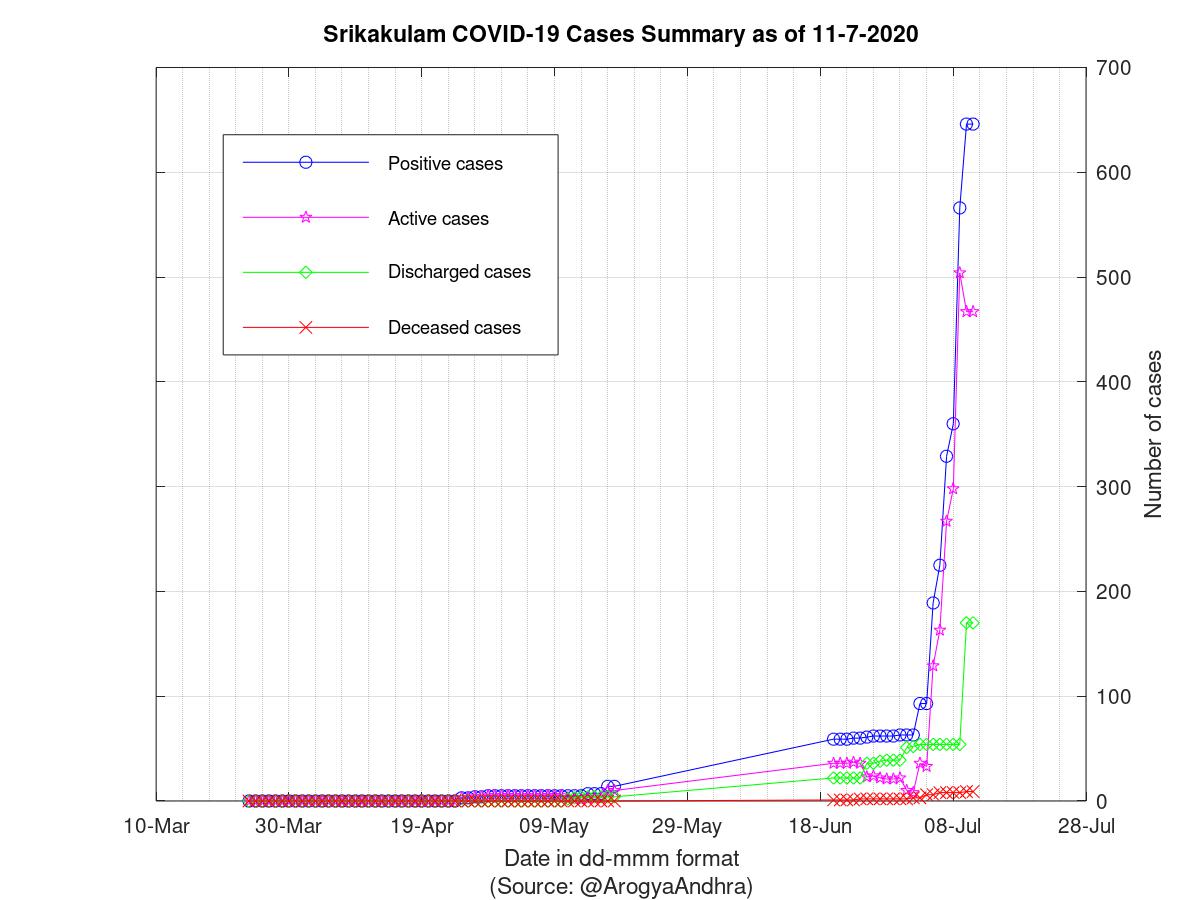 Srikakulam COVID-19 Cases Summary as of 11-7-2020
Positive cases
Active cases
Discharged cases
Deceased cases
700
600
500
400
300
200
100
0
Number of cases
10-Mar 30-Mar 19-Apr 09-May 29-May 18-Jun 08-Jul 28-Jul
Date in dd-mmm format
(Source: @ArogyaAndhra)